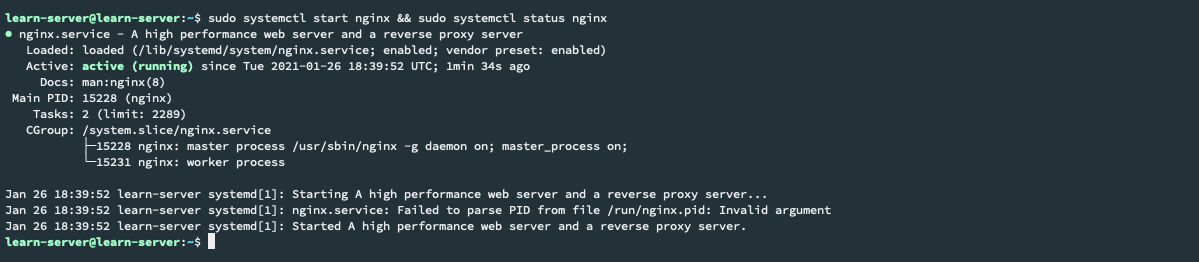 learn-server@learn-server:~$ sudo systemctl start nginx && sudo systemctl status nginx
● nginx.service - A high performance web server and a reverse proxy server
   Loaded: loaded (/lib/systemd/system/nginx.service; enabled; vendor preset: enabled)
   Active: active (running) since Tue 2021-01-26 18:39:52 UTC; 1min 34s ago
     Docs: man:nginx(8)
 Main PID: 15228 (nginx)
    Tasks: 2 (limit: 2289)
   CGroup: /system.slice/nginx.service
           ├─15228 nginx: master process /usr/sbin/nginx -g daemon on; master_process on;
           └─15231 nginx: worker process
Jan 26 18:39:52 learn-server systemd[1]: Starting A high performance web server and a reverse proxy server...
Jan 26 18:39:52 learn-server systemd[1]: nginx.service: Failed to parse PID from file /run/nginx.pid: Invalid argument
Jan 26 18:39:52 learn-server systemd[1]: Started A high performance web server and a reverse proxy server.
learn-server@learn-server:~$